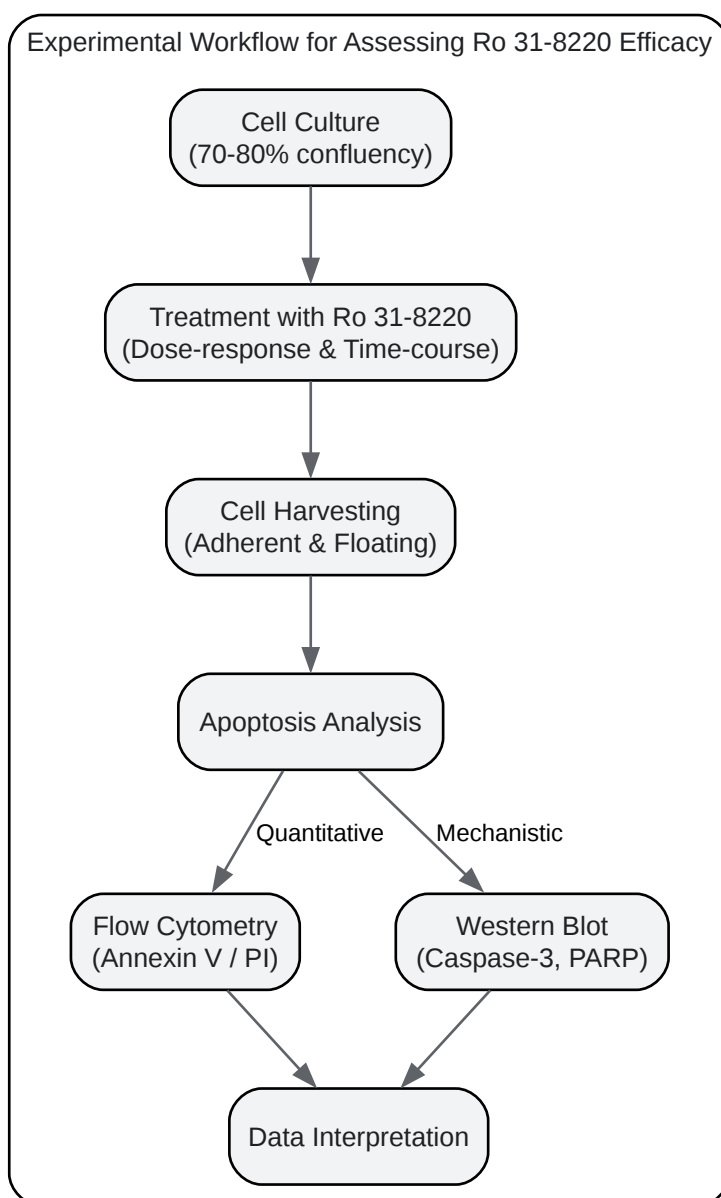 Experimental Workflow for Assessing Ro 31-8220 Efficacy
Cell Culture
(70-80% confluency)
Treatment with Ro 31-8220
(Dose-response & Time-course)
Cell Harvesting
(Adherent & Floating)
Apoptosis Analysis
Quantitative
Mechanistic
Flow Cytometry
(Annexin V / PI)
Western Blot
(Caspase-3, PARP)
Data Interpretation